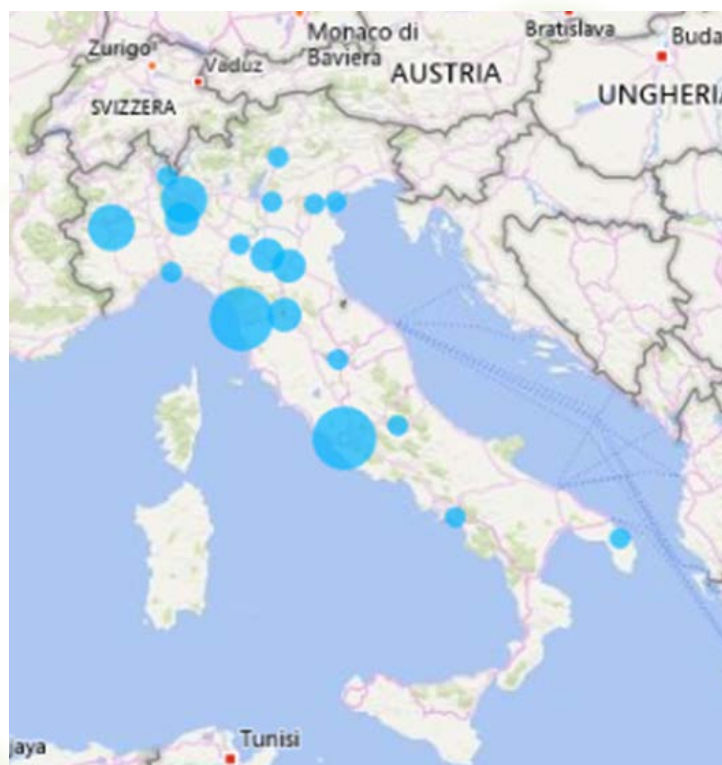 Monaco di
Baviera
Bratislava
Buda
Zurigo
Vaduz
AUSTRIA
UNGHERIA
SVIZZERA
Tunisi
jaya